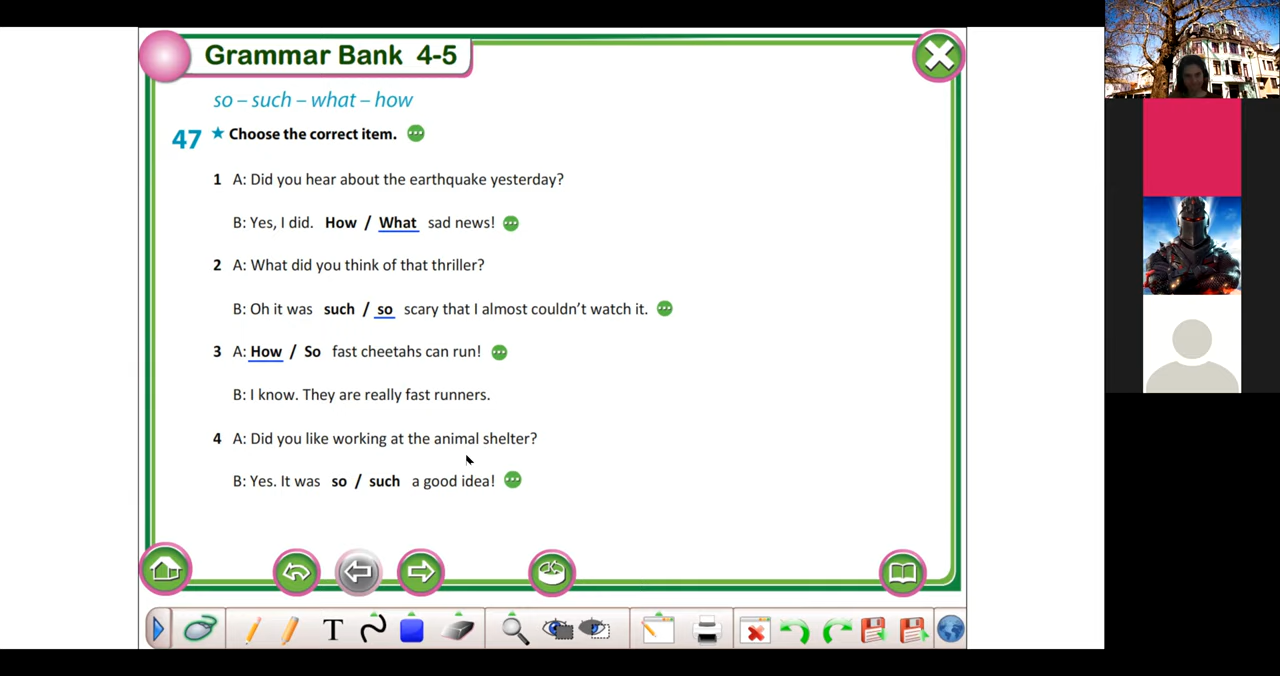 Grammar Bank 4-5
so – such – what – how
47 ★ Choose the correct item.
1 A: Did you hear about the earthquake yesterday?
B: Yes, I did. How / What sad news!
2 A: What did you think of that thriller?
B: Oh it was such / so scary that I almost couldn't watch it.
3 A: How / So fast cheetahs can run!
B: I know. They are really fast runners.
4 A: Did you like working at the animal shelter?
B: Yes. It was so / such a good idea!
T